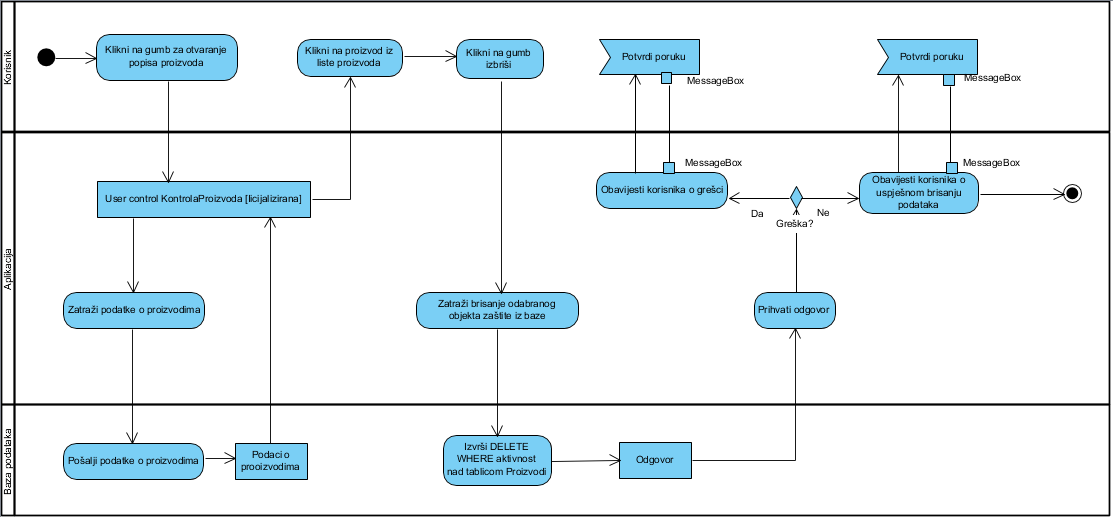 Korisnik
Klikni na gumb za otvaranje
popisa proizvoda
Klikni na proizvod iz
liste proizvoda
Klikni na gumb
izbriši
Potvrdi poruku
MessageBox
Potvrdi poruku
MessageBox
Aplikacija
User control KontrolaProizvoda [Iicijalizirana]
MessageBox
Obavijesti korisnika o grešci
Da
Ne
Greška?
MessageBox
Obavijesti korisnika o
uspješnom brisanju
podataka
Zatraži podatke o proizvodima
Zatraži brisanje odabranog
objekta zaštite iz baze
Prihvati odgovor
Baza podataka
Pošalji podatke o proizvodima
Podaci o
prooizvodima
Izvrši DELETE
WHERE aktivnost
nad tablicom Proizvodi
Odgovor